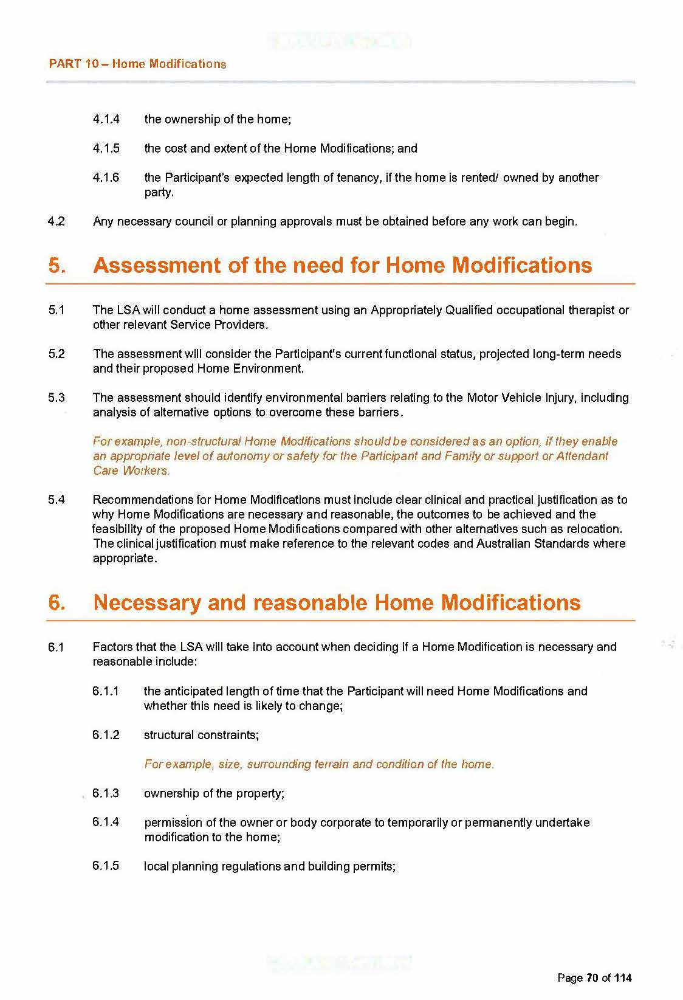 PART 10 – Home Modifications
4.1.4 the ownership of the home;
4.1.5 the cost and extent of the Home Modifications; and
4.1.6 the Participant's expected length of tenancy, if the home is rented/ owned by another
party.
4.2 Any necessary council or planning approvals must be obtained before any work can begin.
5. Assessment of the need for Home Modifications
5.1 The LSA will conduct a home assessment using an Appropriately Qualified occupational therapist or
other relevant Service Providers.
5.2 The assessment will consider the Participant's current functional status, projected long-term needs
and their proposed Home Environment.
5.3 The assessment should identify environmental barriers relating to the Motor Vehicle Injury, including
analysis of alternative options to overcome these barriers.
For example, non-structural Home Modifications should be considered as an option, if they enable
an appropriate level of autonomy or safety for the Participant and Family or support or Attendant
Care Workers.
5.4 Recommendations for Home Modifications must include clear clinical and practical justification as to
why Home Modifications are necessary and reasonable, the outcomes to be achieved and the
feasibility of the proposed Home Modifications compared with other alternatives such as relocation.
The clinical justification must make reference to the relevant codes and Australian Standards where
appropriate.
6. Necessary and reasonable Home Modifications
6.1 Factors that the LSA will take into account when deciding if a Home Modification is necessary and
reasonable include:
6.1.1 the anticipated length of time that the Participant will need Home Modifications and
whether this need is likely to change;
6.1.2 structural constraints;
For example, size, surrounding terrain and condition of the home.
6.1.3 ownership of the property;
6.1.4 permission of the owner or body corporate to temporarily or permanently undertake
modification to the home;
6.1.5 local planning regulations and building permits;
Page 70 of 114